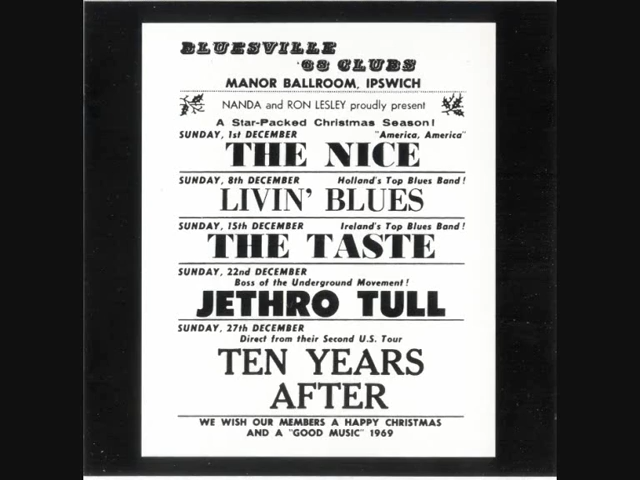 BLUESVILLE
'68 CLUBS
MANOR BALLROOM, IPSWICH
NANDA and RON LESLEY proudly present
A Star-Packed Christmas Season!
SUNDAY, 1st DECEMBER "America, America"
THE NICE
SUNDAY, 8th DECEMBER Holland's Top Blues Band!
LIVIN' BLUES
SUNDAY, 15th DECEMBER Ireland's Top Blues Band!
THE TASTE
SUNDAY, 22nd DECEMBER
Boss of the Underground Movement!
JETHRO TULL
SUNDAY, 27th DECEMBER
Direct from their Second U.S. Tour
TEN YEARS
AFTER
WE WISH OUR MEMBERS A HAPPY CHRISTMAS
AND A "GOOD MUSIC" 1969